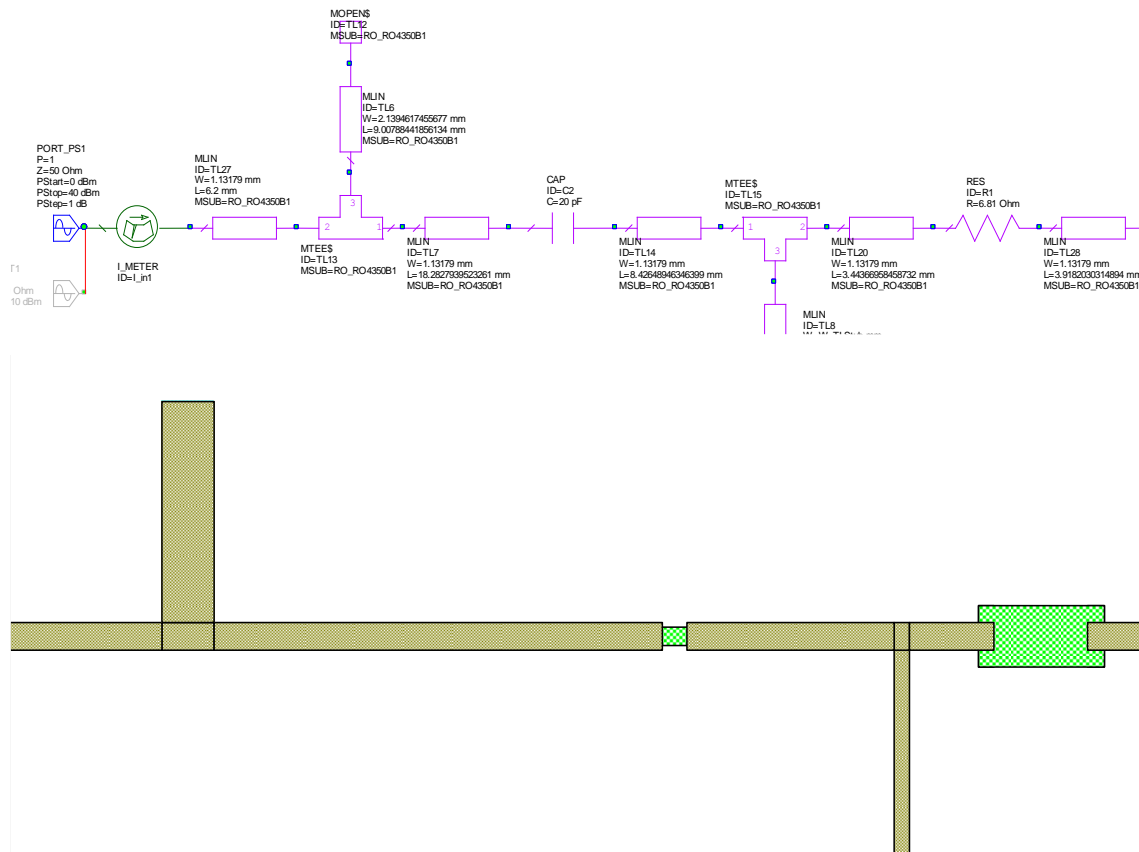 MOPEN$
ID=TL12
MSUB=RO_RO4350B1
MLIN
ID=TL6
W=2.1394617455677 mm
L=9.00788441856134 mm
MSUB=RO_RO4350B1
PORT_PS1
P=1
Z=50 Ohm
PStart=0 dBm
PStop=40 dBm
PStep=1 dB
MLIN
ID=TL27
W=1.13179 mm
L=6.2 mm
MSUB=RO_RO4350B1
CAP
ID=C2
C=20 pF
MTEE$
ID=TL15
MSUB=RO_RO4350B1
RES
ID=R1
R=6.81 Ohm
3
2
1
1
2
3
I_METER
ID=I_in1
MTEE$
ID=TL13
MSUB=RO_RO4350B1
MLIN
ID=TL7
W=1.13179 mm
L=18.2827939523261 mm
MSUB=RO_RO4350B1
MLIN
ID=TL14
W=1.13179 mm
L=8.42648946346399 mm
MSUB=RO_RO4350B1
MLIN
ID=TL20
W=1.13179 mm
L=3.44366958458732 mm
MSUB=RO_RO4350B1
MLIN
ID=TL28
W=1.13179 mm
L=3.9182030314894 mm
MSUB=RO_RO4350B1
Ohm
10 dBm
MLIN
ID=TL8